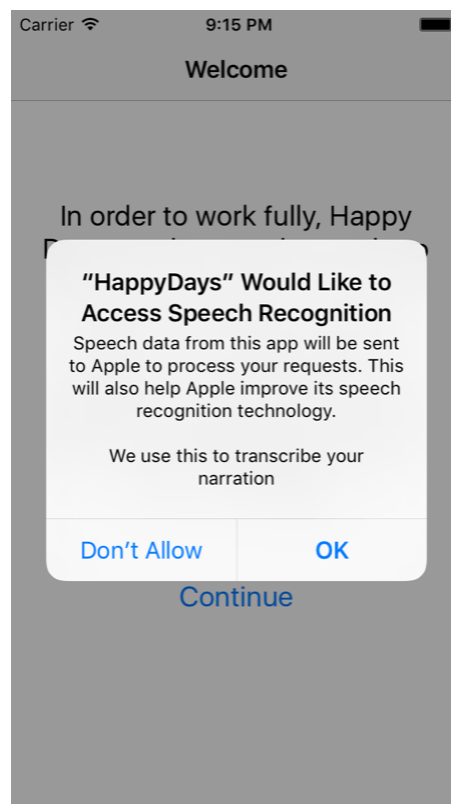 Carrier 9:15 PM
Welcome
In order to work fully, Happy
“HappyDays” Would Like to
Access Speech Recognition
Speech data from this app will be sent
to Apple to process your requests. This
will also help Apple improve its speech
recognition technology.
We use this to transcribe your
narration
Don’t Allow OK
Continue